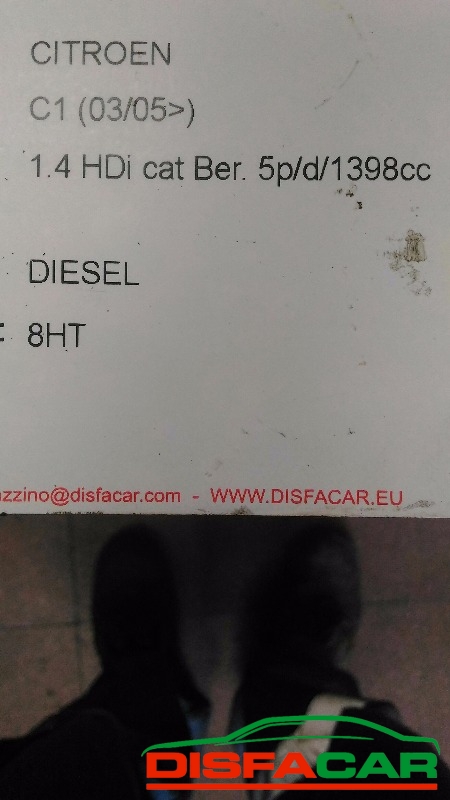 CITROEN
C1 (03/05>)
1.4 HDi cat Ber. 5p/d/1398cc
DIESEL
: 8HT
azzino@disfacar.com - WWW.DISFACAR.EU
DISFACAR